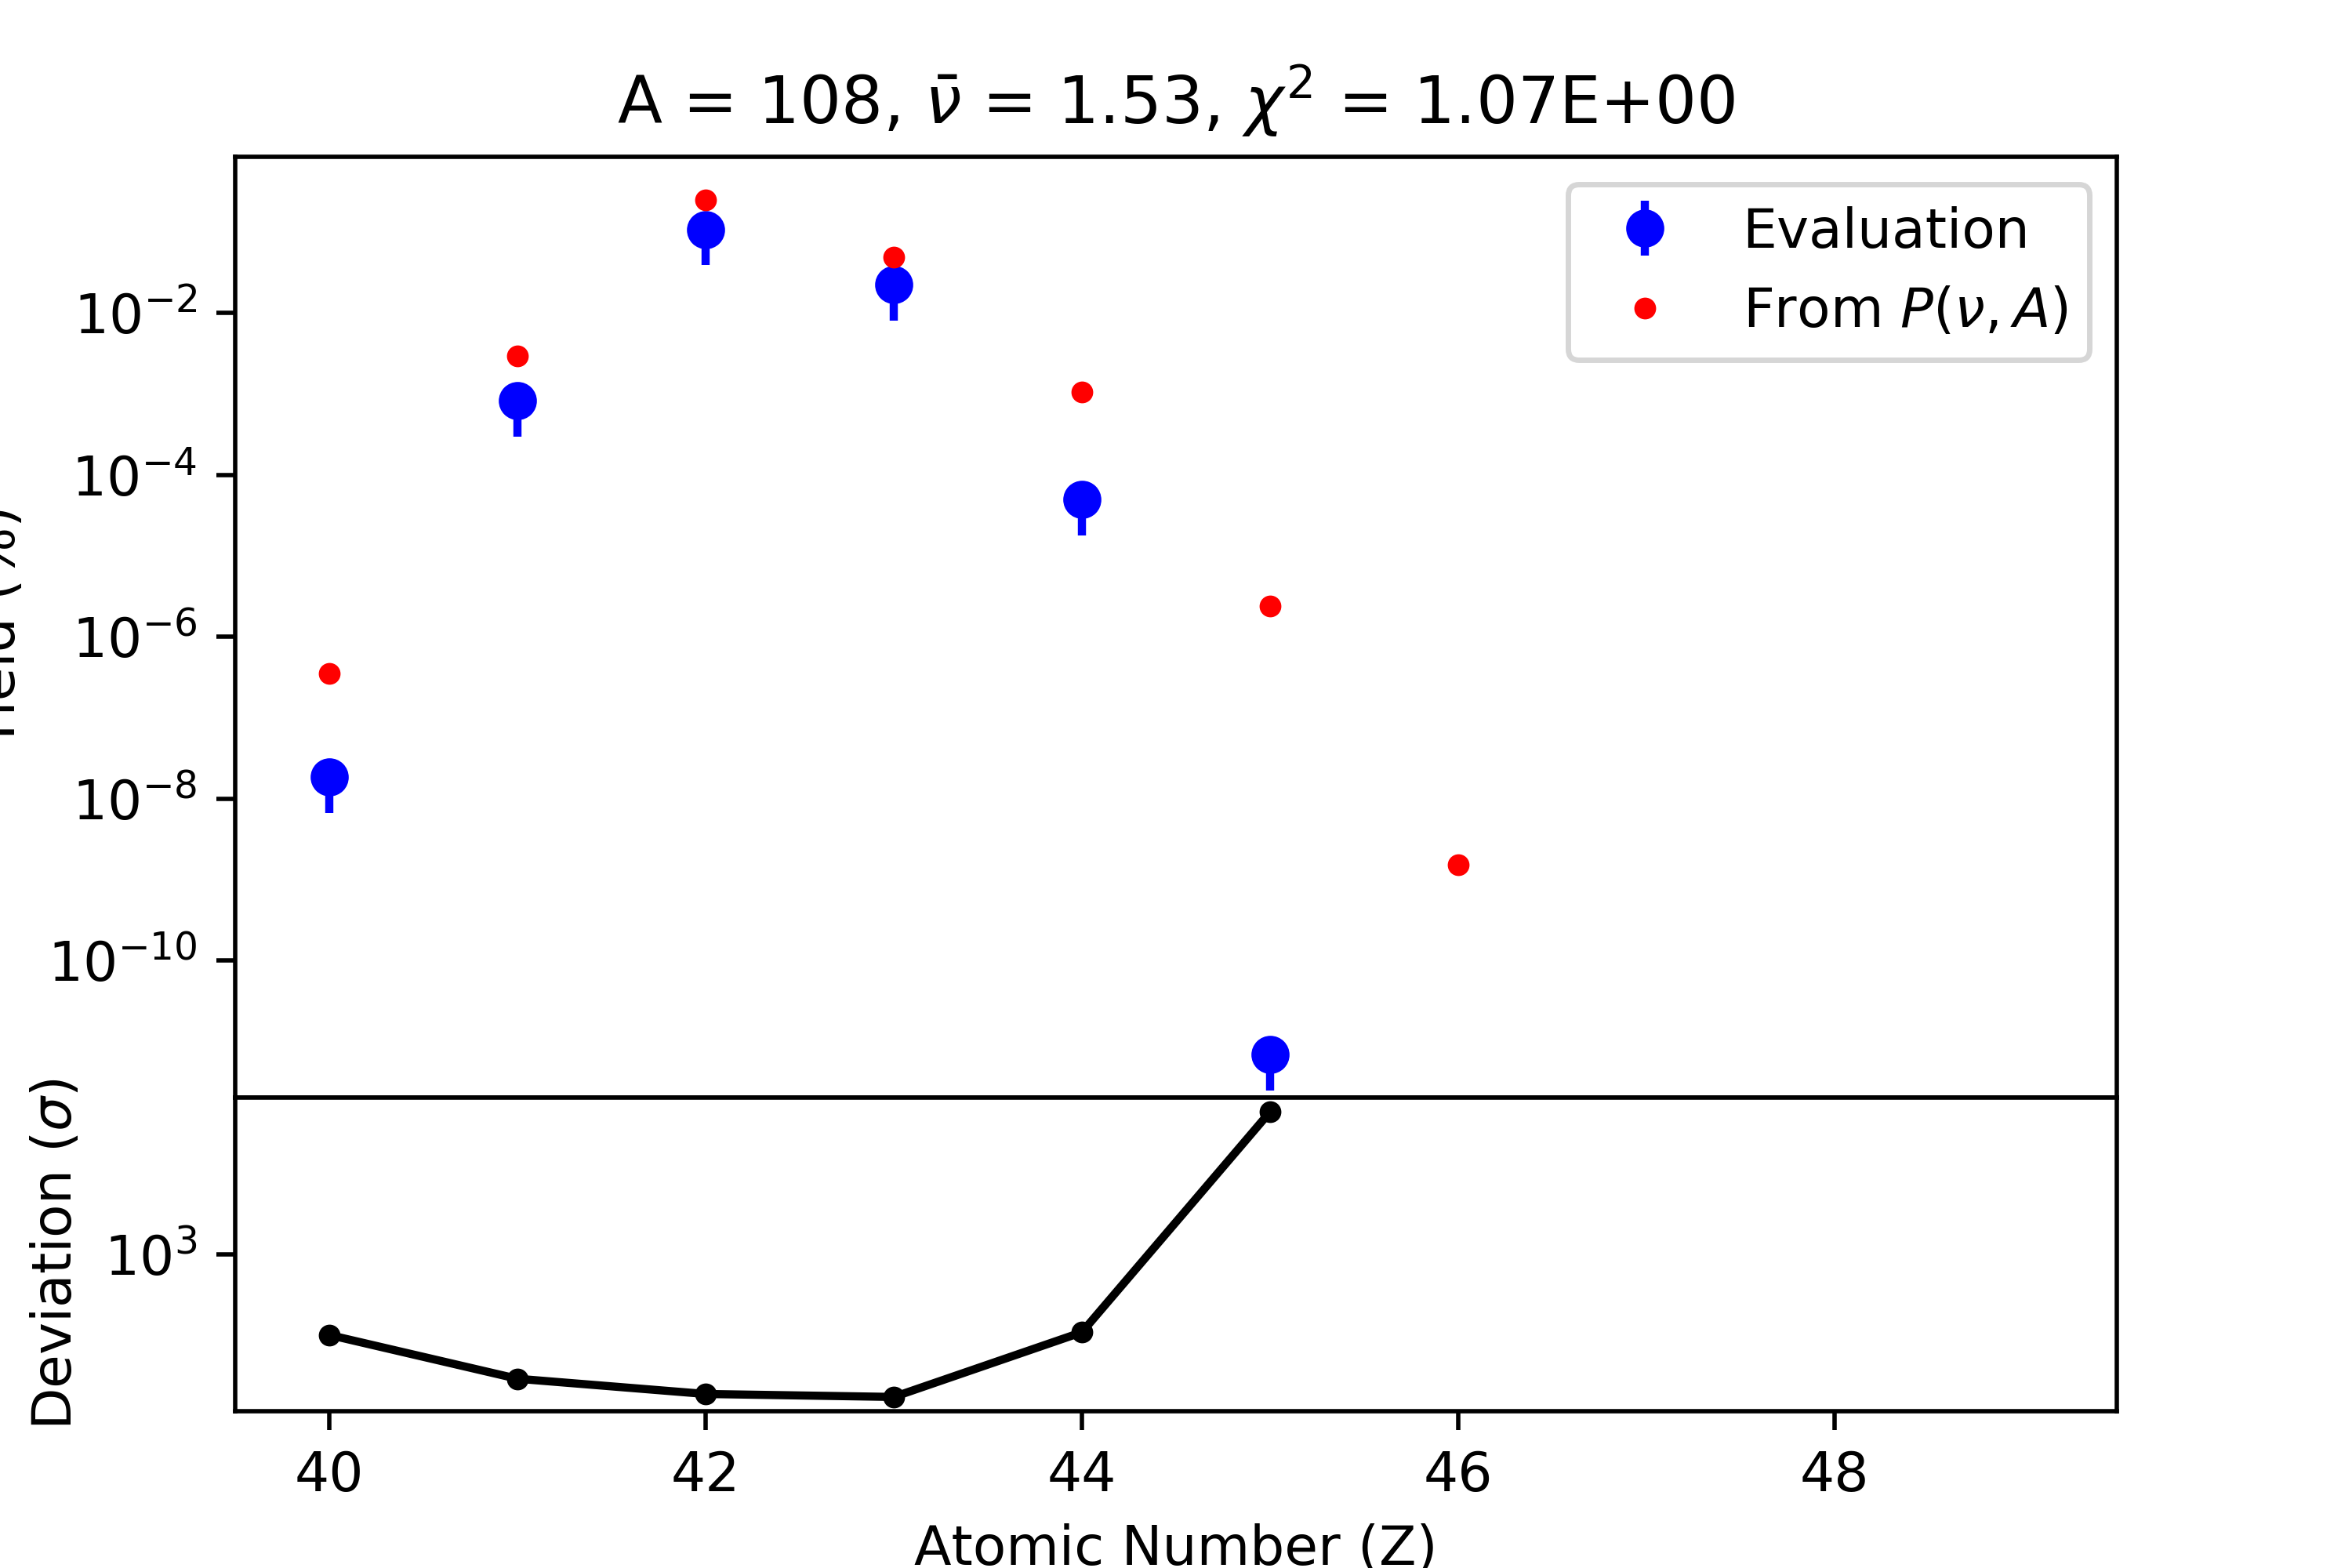 A = 108, ν̄ = 1.53, χ² = 1.07E+00
Evaluation
From P(ν, A)
10⁻²
10⁻⁴
10⁻⁶
10⁻⁸
10⁻¹⁰
Deviation (σ)
10³
40 42 44 46 48
Atomic Number (Z)